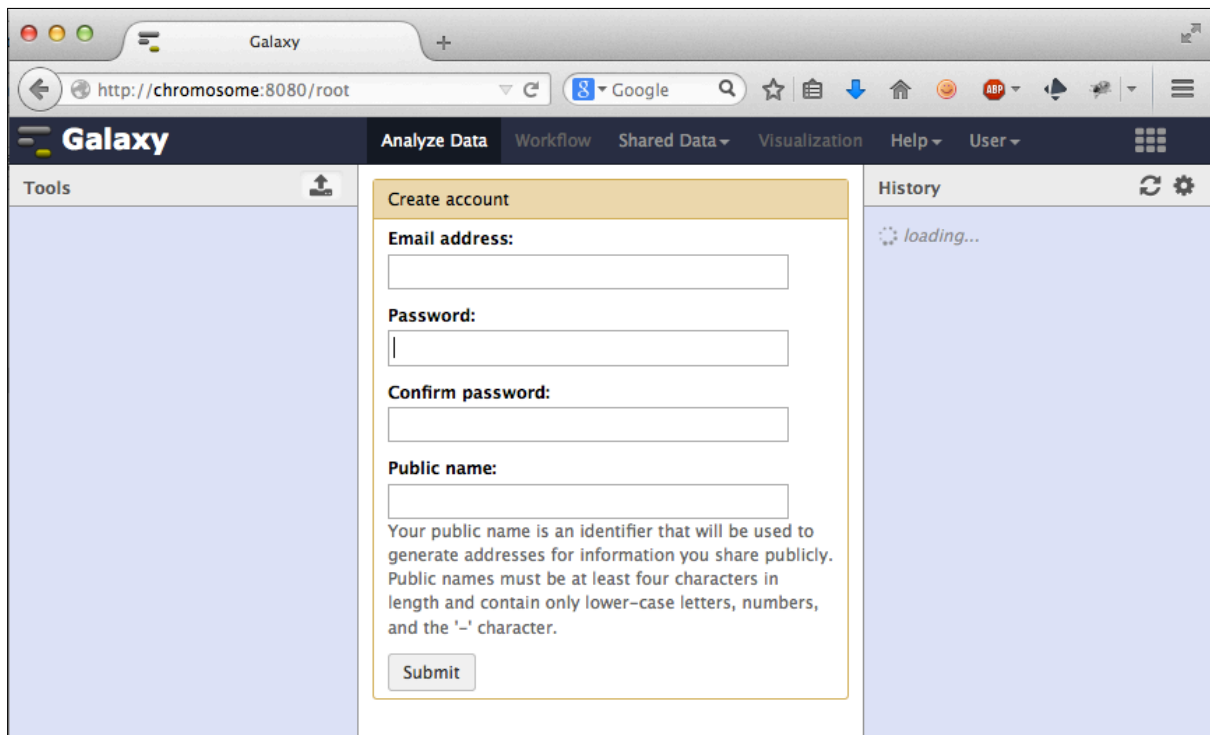 Galaxy
http://chromosome:8080/root
8 Google
ABP
Galaxy
Analyze Data Workflow Shared Data Visualization Help User
Tools
Create account
Email address:
Password:
Confirm password:
Public name:
Your public name is an identifier that will be used to
generate addresses for information you share publicly.
Public names must be at least four characters in
length and contain only lower-case letters, numbers,
and the '-' character.
Submit
History
loading...